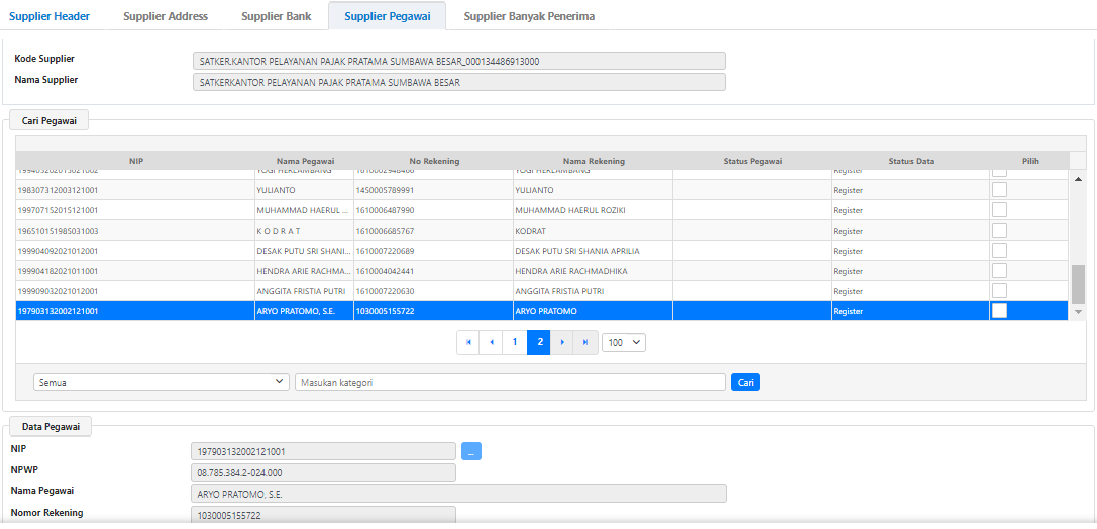 Supplier Header Supplier Address Supplier Bank Supplier Pegawai Supplier Banyak Penerima
Kode Supplier SATKER.KANTOR PELAYANAN PAJAK PRATAMA SUMBAWA BESAR_000134486913000
Nama Supplier SATKERKANTOR PELAYANAN PAJAK PRATAMA SUMBAWA BESAR
Cari Pegawai
NIP Nama Pegawai No Rekening Nama Rekening Status Pegawai Status Data Pilih
YOGI HERLAMBANG YOGI HERLAMBANG Register
198307312003121001 YULIANTO 1450005789991 YULIANTO Register
199707152015121001 MUHAMMAD HAERUL ... 1610006487990 MUHAMMAD HAERUL ROZIKI Register
196510151985031003 K O D R A T 1610006685767 KODRAT Register
199904092021012001 DESAK PUTU SRI SHANI... 1610007220689 DESAK PUTU SRI SHANIA APRILIA Register
199904182021011001 HENDRA ARIE RACHMA... 1610004042441 HENDRA ARIE RACHMADHIKA Register
199909032021012001 ANGGITA FRISTIA PUTRI 1610007220630 ANGGITA FRISTIA PUTRI Register
197903132002121001 ARYO PRATOMO, S.E. 1030005155722 ARYO PRATOMO Register
1 2 100
Semua Masukan kategorii Cari
Data Pegawai
NIP 197903132002121001 ...
NPWP 08.785.384.2-024.000
Nama Pegawai ARYO PRATOMO, S.E.
Nomor Rekening 1030005155722